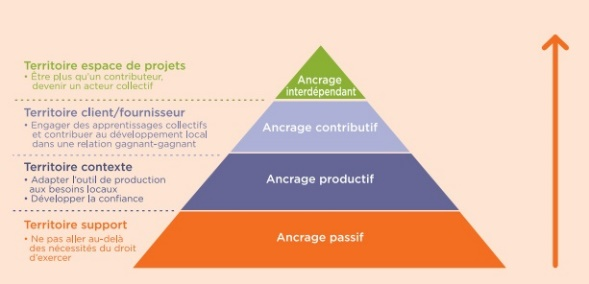 Territoire espace de projets
• Être plus qu'un contributeur,
devenir un acteur collectif
Ancrage
interdépendant
Territoire client/fournisseur
• Engager des apprentissages collectifs
et contribuer au développement local
dans une relation gagnant-gagnant
Ancrage contributif
Territoire contexte
• Adapter l'outil de production
aux besoins locaux
• Développer la confiance
Ancrage productif
Territoire support
• Ne pas aller au-delà
des nécessités du droit
d'exercer
Ancrage passif